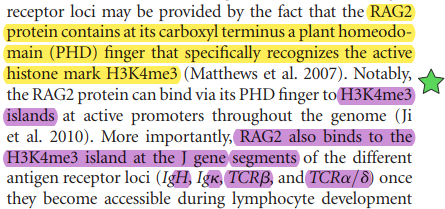 receptor loci may be provided by the fact that the RAG2
protein contains at its carboxyl terminus a plant homeodo-
main (PHD) finger that specifically recognizes the active
histone mark H3K4me3 (Matthews et al. 2007). Notably,
the RAG2 protein can bind via its PHD finger to H3K4me3
islands at active promoters throughout the genome (Ji
et al. 2010). More importantly, RAG2 also binds to the
H3K4me3 island at the J gene segments of the different
antigen receptor loci (IgH, Igκ, TCRβ, and TCRα/δ) once
they become accessible during lymphocyte development